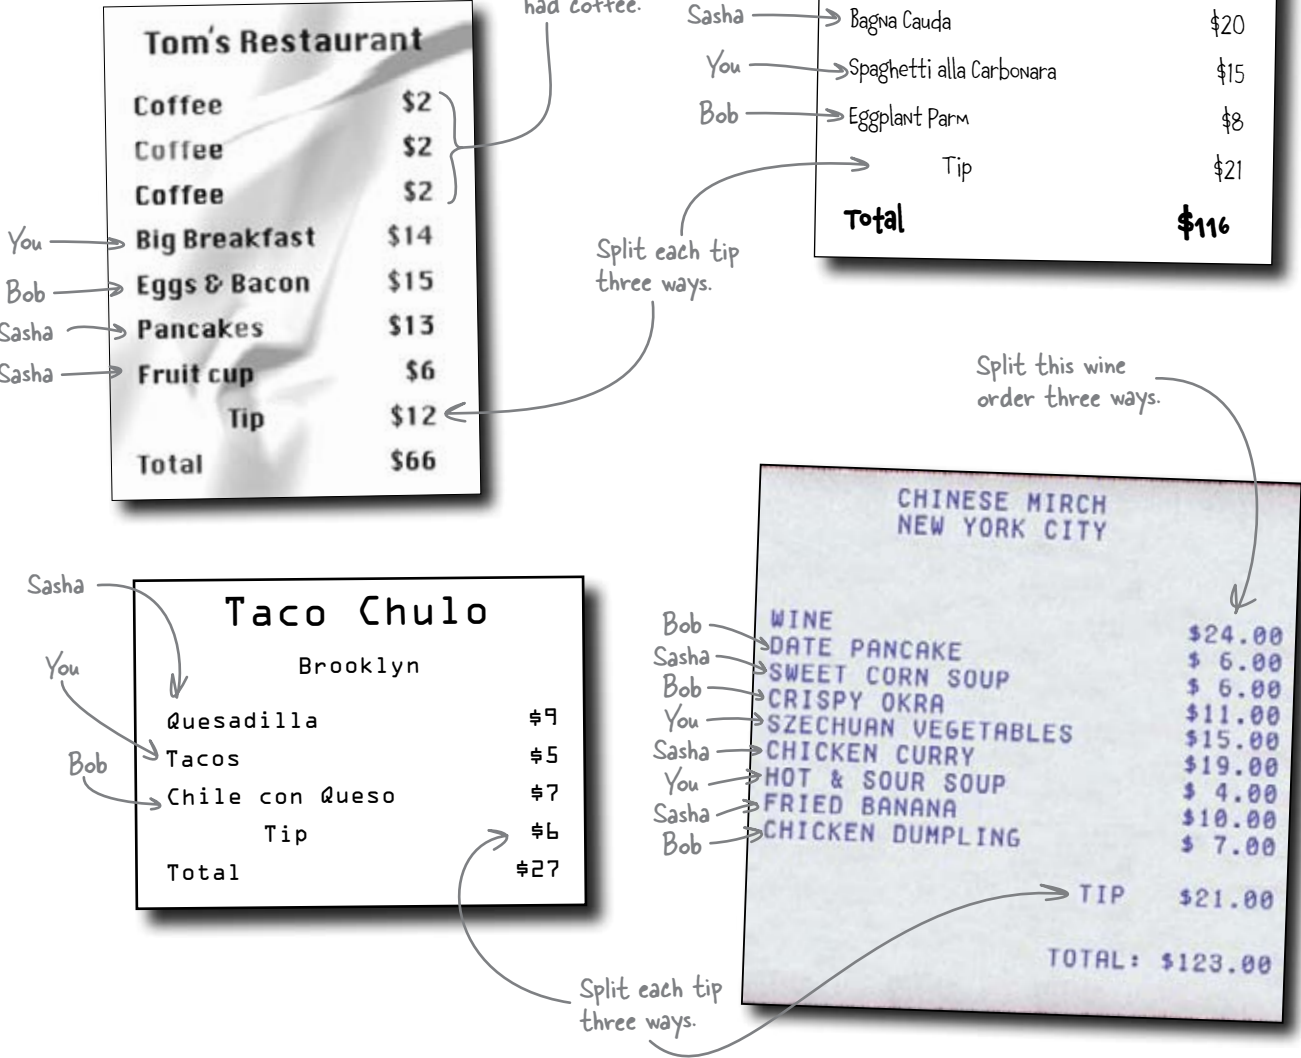 had coffee.
Tom's Restaurant
Coffee $2
Coffee $2
Coffee $2
You Big Breakfast $14
Bob Eggs & Bacon $15
Sasha Pancakes $13
Sasha Fruit cup $6
Tip $12
Total $66
Sasha Bagna Cauda $20
You Spaghetti alla Carbonara $15
Bob Eggplant Parm $8
Tip $21
Total $116
Split each tip
three ways.
Split this wine
order three ways.
Sasha
You
Bob
Taco Chulo
Brooklyn
Quesadilla $9
Tacos $5
Chile con Queso $7
Tip $6
Total $27
CHINESE MIRCH
NEW YORK CITY
WINE $24.00
Bob DATE PANCAKE $ 6.00
Sasha SWEET CORN SOUP $ 6.00
Bob CRISPY OKRA $11.00
You SZECHUAN VEGETABLES $15.00
Sasha CHICKEN CURRY $19.00
You HOT & SOUR SOUP $ 4.00
Sasha FRIED BANANA $10.00
Bob CHICKEN DUMPLING $ 7.00
TIP $21.00
TOTAL: $123.00
Split each tip
three ways.